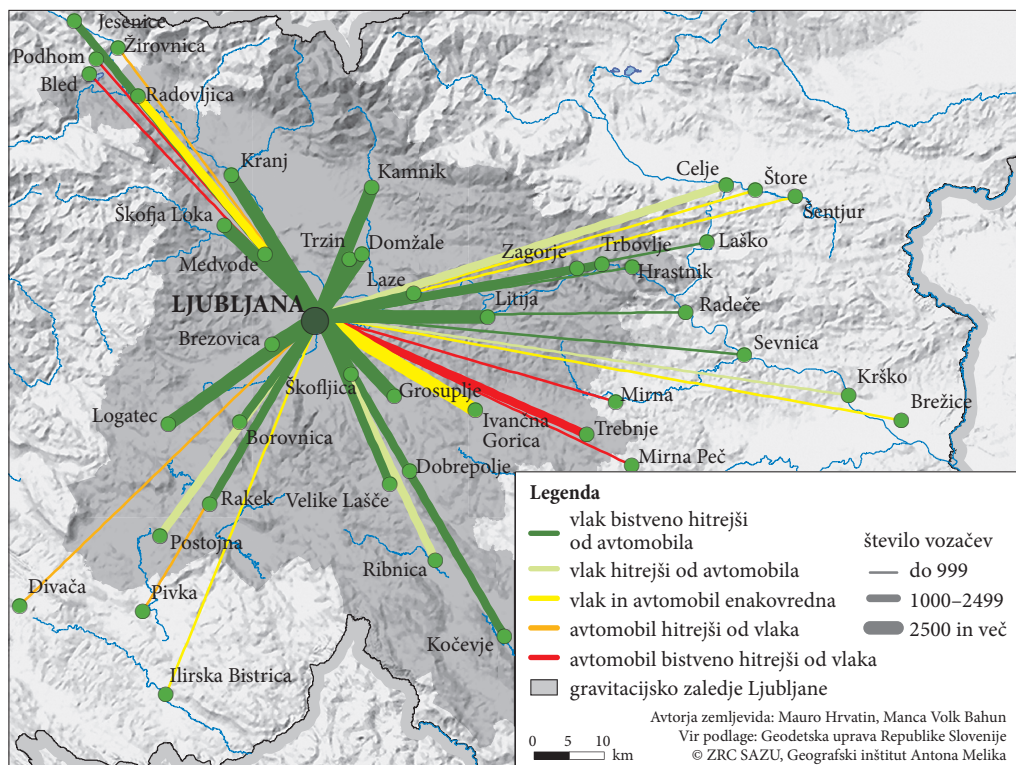 Jesenice
Žirovnica
Podhom
Bled
Radovljica
Kranj
Kamnik
Škofja Loka
Trzin
Domžale
Medvode
Laze
LJUBLJANA
Celje
Štore
Šentjur
Zagorje
Trbovlje
Laško
Hrastnik
Litija
Radeče
Brezovica
Sevnica
Škofljica
Grosuplje
Mirna
Krško
Logatec
Borovnica
Ivančna
Gorica
Trebnje
Brežice
Mirna Peč
Dobrepolje
Rakek
Velike Lašče
Postojna
Ribnica
Divača
Pivka
Kočevje
Ilirska Bistrica
Legenda
vlak bistveno hitrejši
od avtomobila
vlak hitrejši od avtomobila
vlak in avtomobil enakovredna
avtomobil hitrejši od vlaka
avtomobil bistveno hitrejši od vlaka
gravitacijsko zaledje Ljubljane
število vozačev
do 999
1000–2499
2500 in več
Avtorja zemljevida: Mauro Hrvatin, Manca Volk Bahun
Vir podlage: Geodetska uprava Republike Slovenije
© ZRC SAZU, Geografski inštitut Antona Melika
0 5 10
km